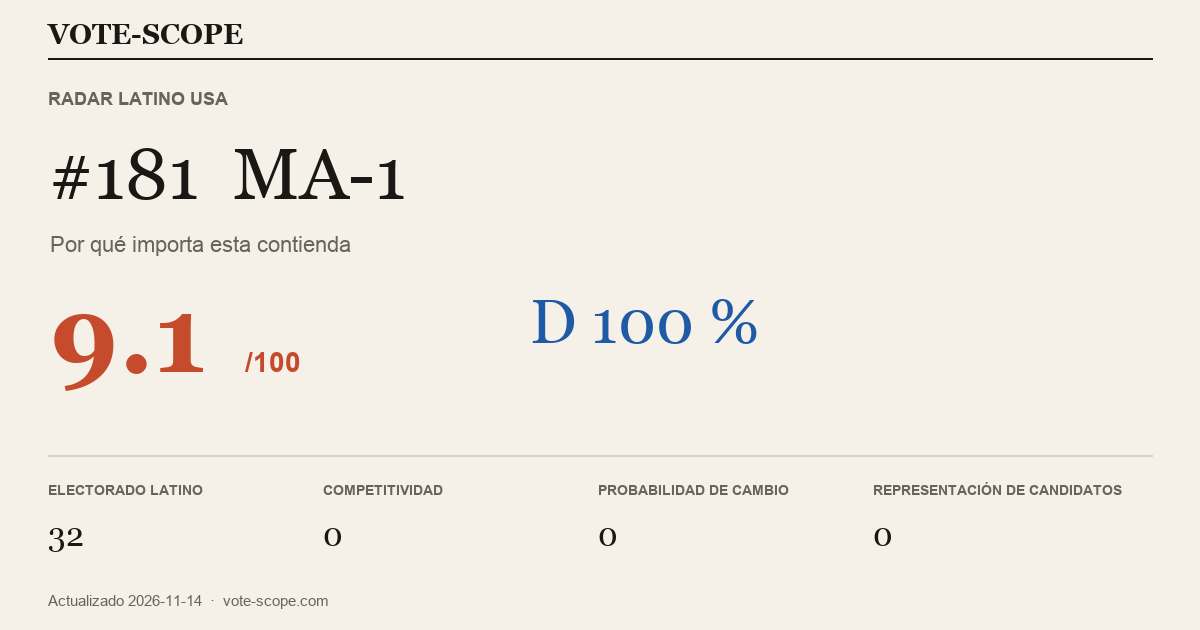 VOTE-SCOPE
RADAR LATINO USA
#181 MA-1
Por qué importa esta contienda
9.1 /100
D 100 %
ELECTORADO LATINO
32
COMPETITIVIDAD
0
PROBABILIDAD DE CAMBIO
0
REPRESENTACIÓN DE CANDIDATOS
0
Actualizado 2026-11-14 · vote-scope.com